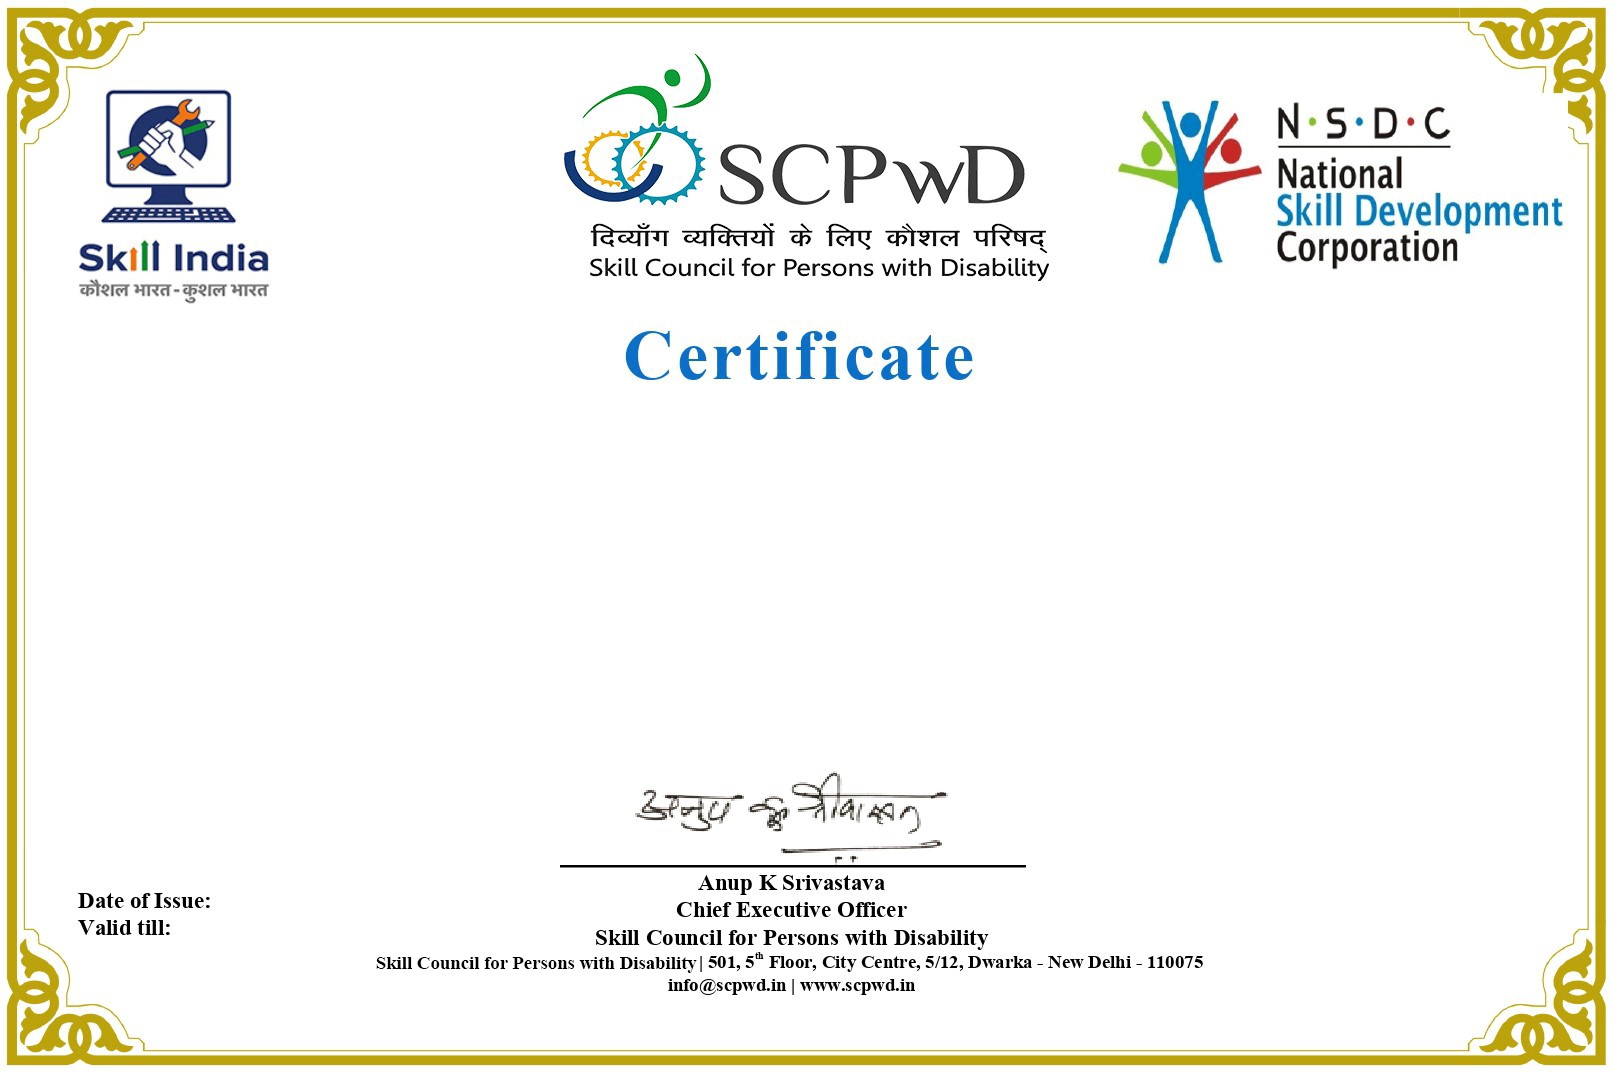 Skill India
कौशल भारत - कुशल भारत
SCPwD
दिव्याँग व्यक्तियों के लिए कौशल परिषद्
Skill Council for Persons with Disability
N·S·D·C
National
Skill Development
Corporation
Certificate
अनुप कु श्रीवास्तव
Anup K Srivastava
Chief Executive Officer
Skill Council for Persons with Disability
Date of Issue:
Valid till:
Skill Council for Persons with Disability | 501, 5th Floor, City Centre, 5/12, Dwarka - New Delhi - 110075
info@scpwd.in | www.scpwd.in